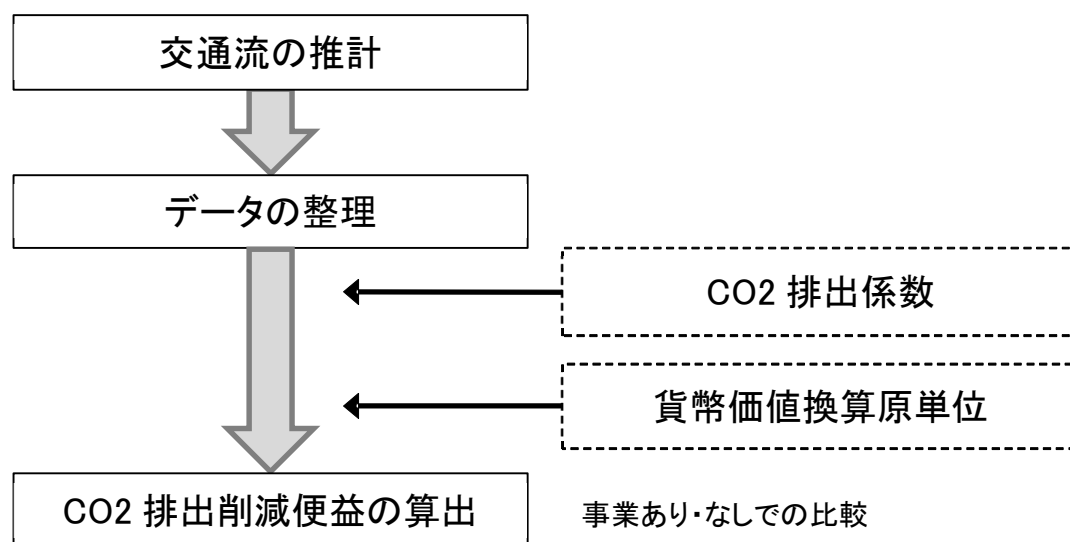 交通流の推計
データの整理
CO2 排出係数
貨幣価値換算原単位
CO2 排出削減便益の算出
事業あり・なしでの比較